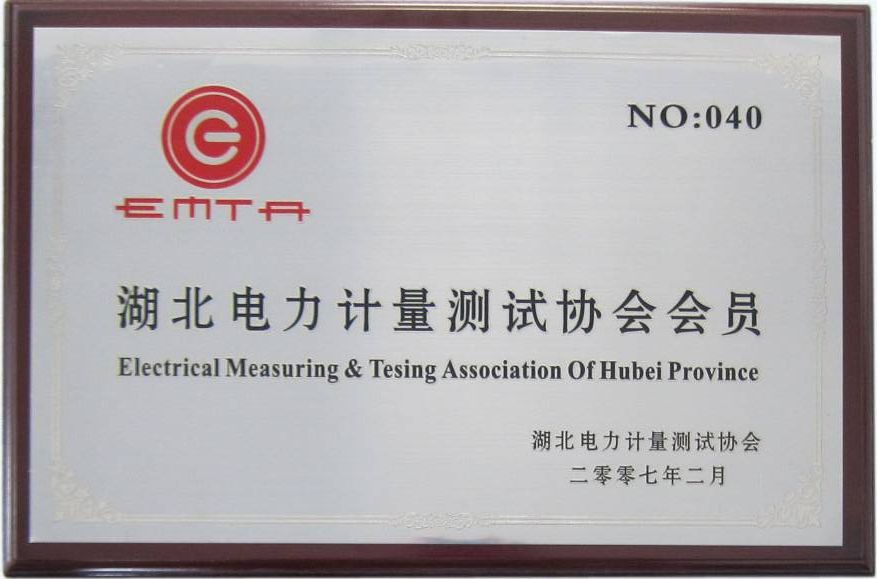 NO:040
EMTA
湖北电力计量测试协会会员
Electrical Measuring & Tesing Association Of Hubei Province
湖北电力计量测试协会
二零零七年二月